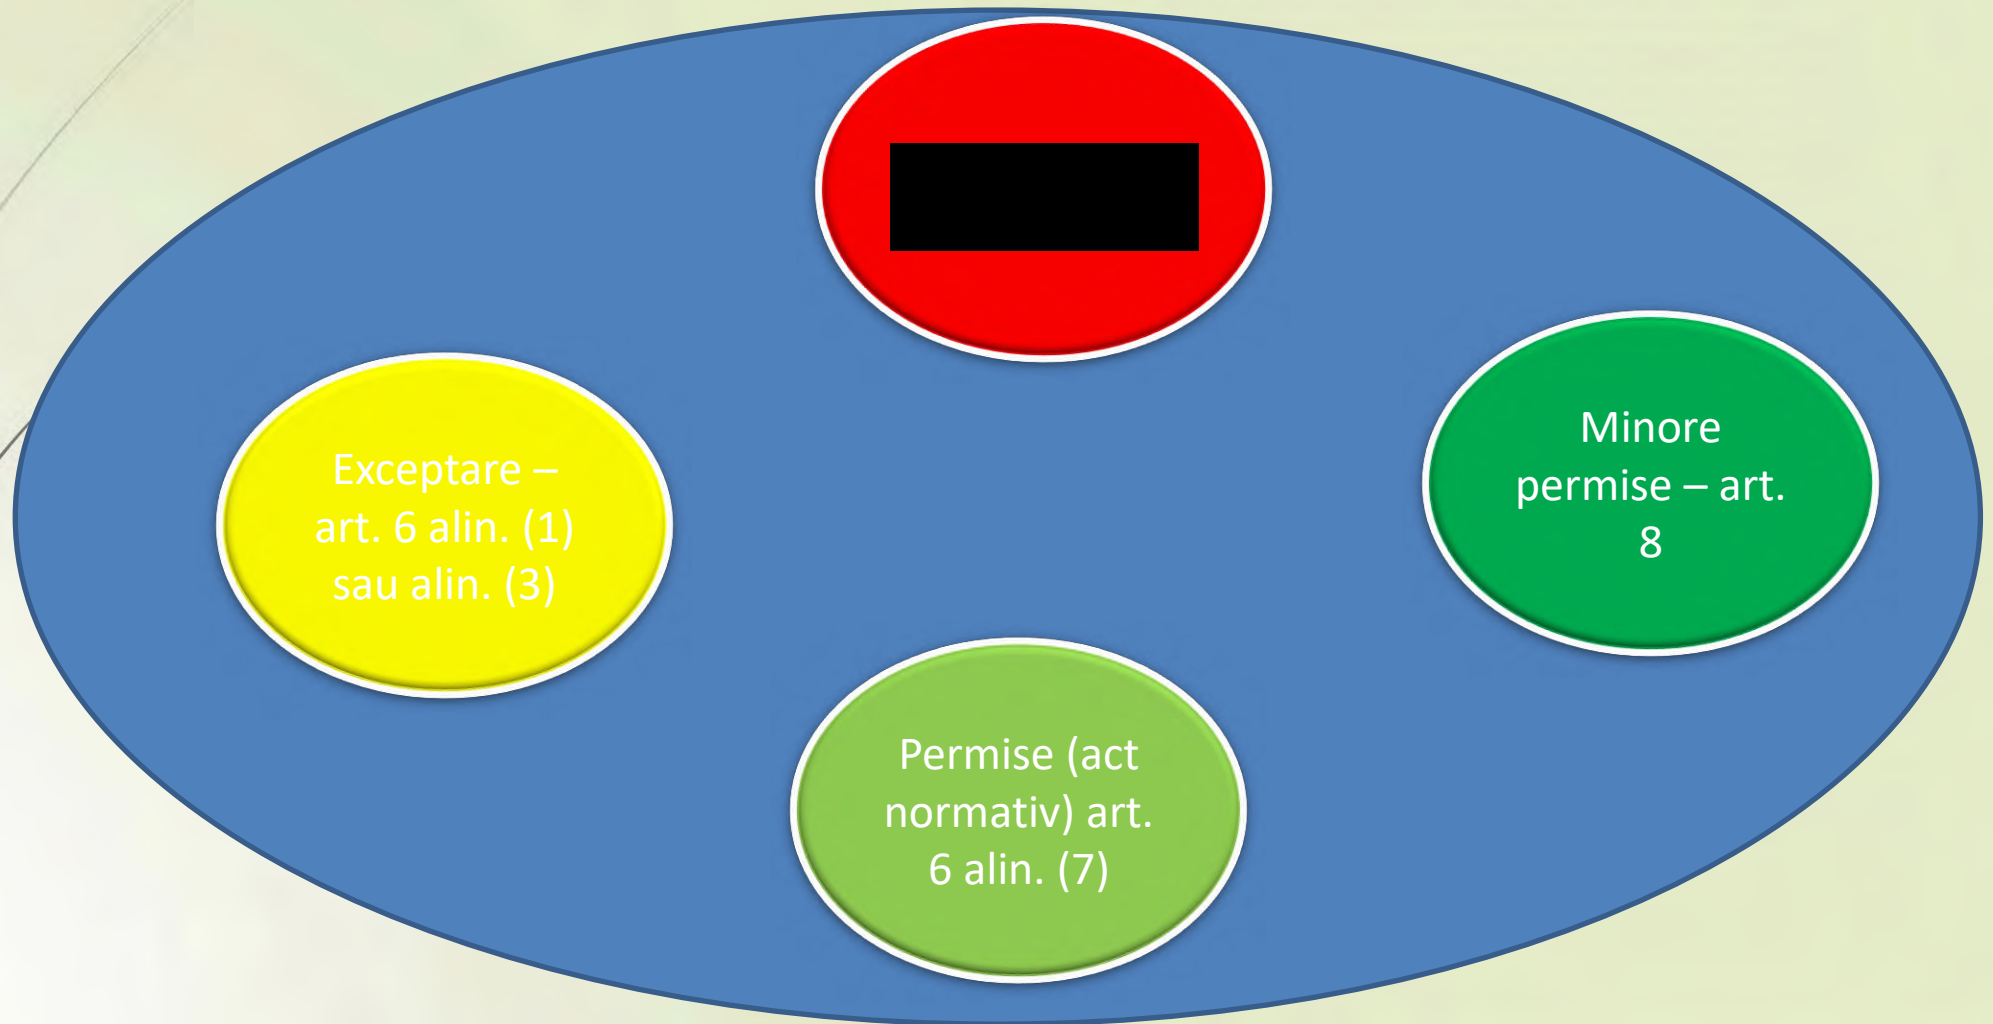 Exceptare –
art. 6 alin. (1)
sau alin. (3)
Minore
permise – art.
8
Permise (act
normativ) art.
6 alin. (7)